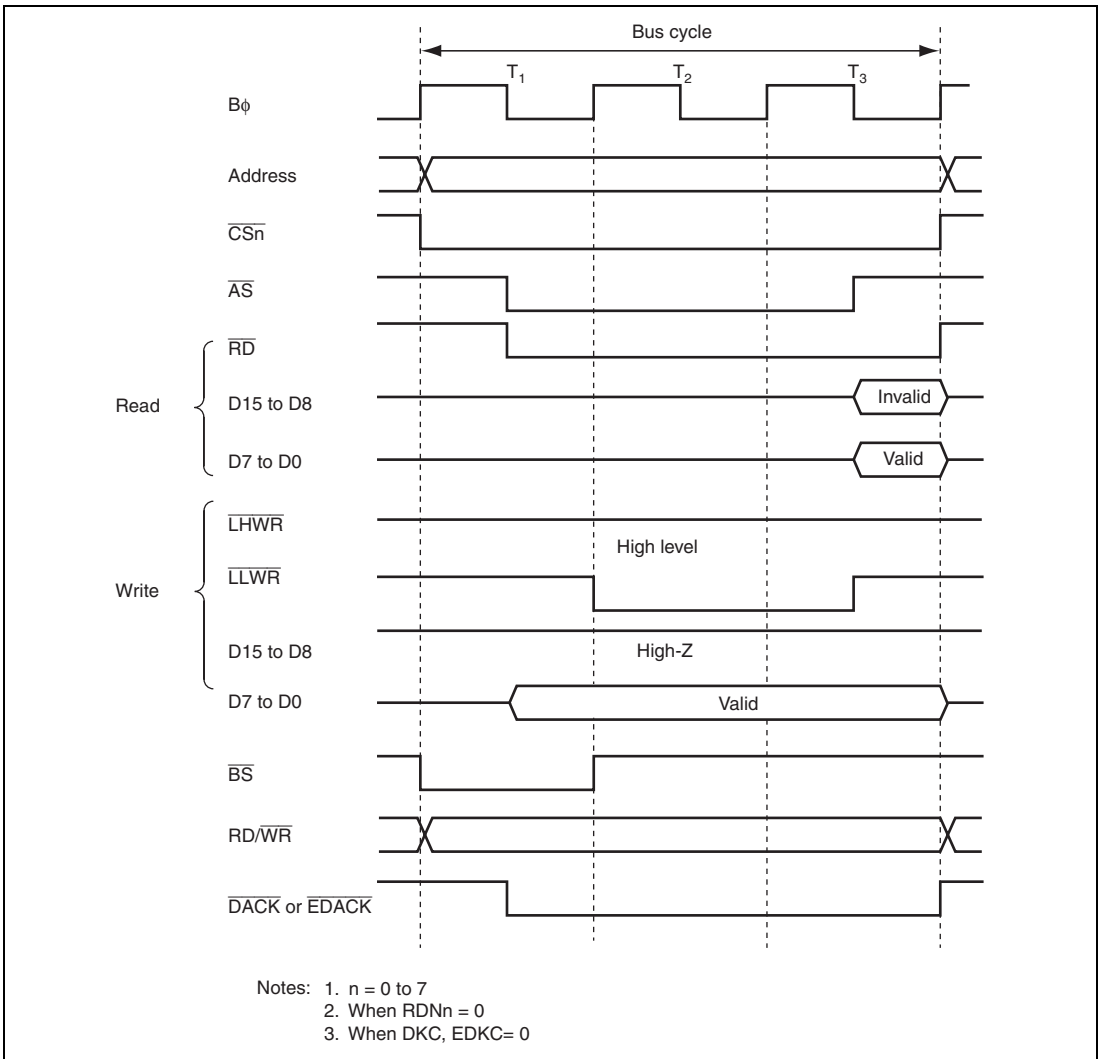 Bus cycle
T1 T2 T3
Bϕ
Address
CSn
AS
RD
Read
D15 to D8 Invalid
D7 to D0 Valid
LHWR
High level
LLWR
Write
D15 to D8 High-Z
D7 to D0 Valid
BS
RD/WR
DACK or EDACK
Notes: 1. n = 0 to 7
2. When RDNn = 0
3. When DKC, EDKC= 0